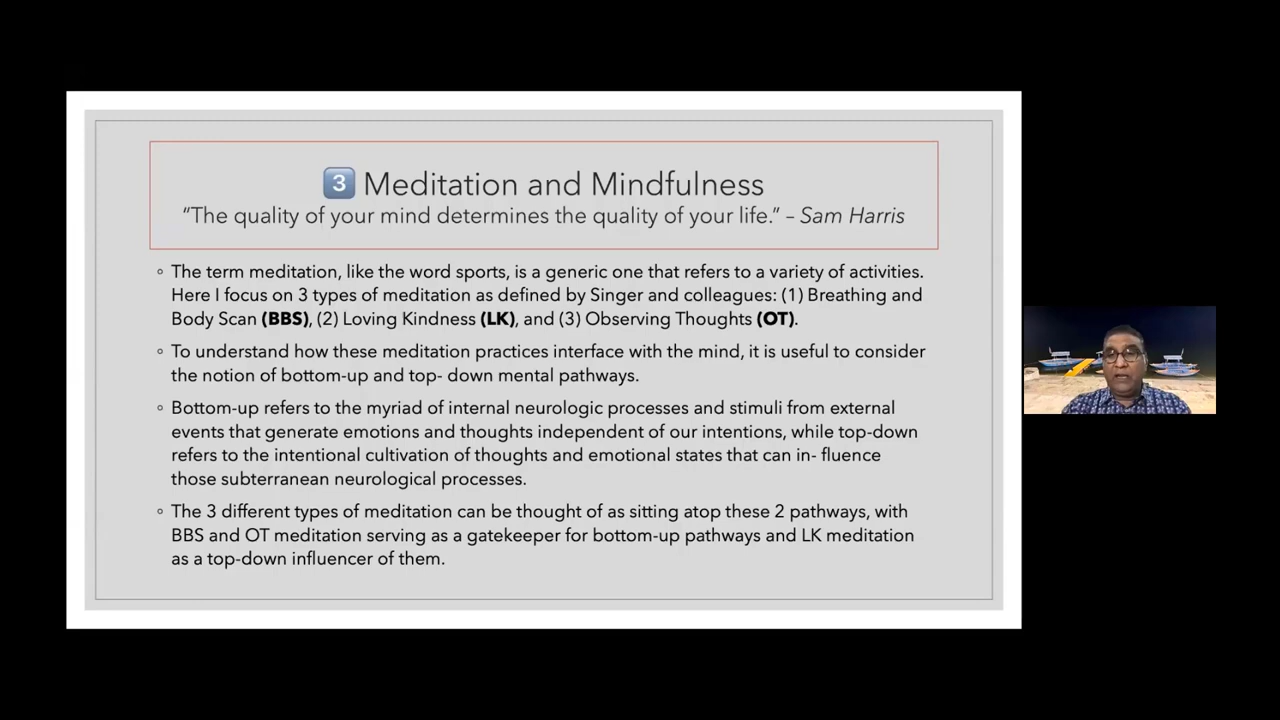 3 Meditation and Mindfulness
“The quality of your mind determines the quality of your life.” – Sam Harris
◦ The term meditation, like the word sports, is a generic one that refers to a variety of activities.
Here I focus on 3 types of meditation as defined by Singer and colleagues: (1) Breathing and
Body Scan (BBS), (2) Loving Kindness (LK), and (3) Observing Thoughts (OT).
◦ To understand how these meditation practices interface with the mind, it is useful to consider
the notion of bottom-up and top- down mental pathways.
◦ Bottom-up refers to the myriad of internal neurologic processes and stimuli from external
events that generate emotions and thoughts independent of our intentions, while top-down
refers to the intentional cultivation of thoughts and emotional states that can in- fluence
those subterranean neurological processes.
◦ The 3 different types of meditation can be thought of as sitting atop these 2 pathways, with
BBS and OT meditation serving as a gatekeeper for bottom-up pathways and LK meditation
as a top-down influencer of them.